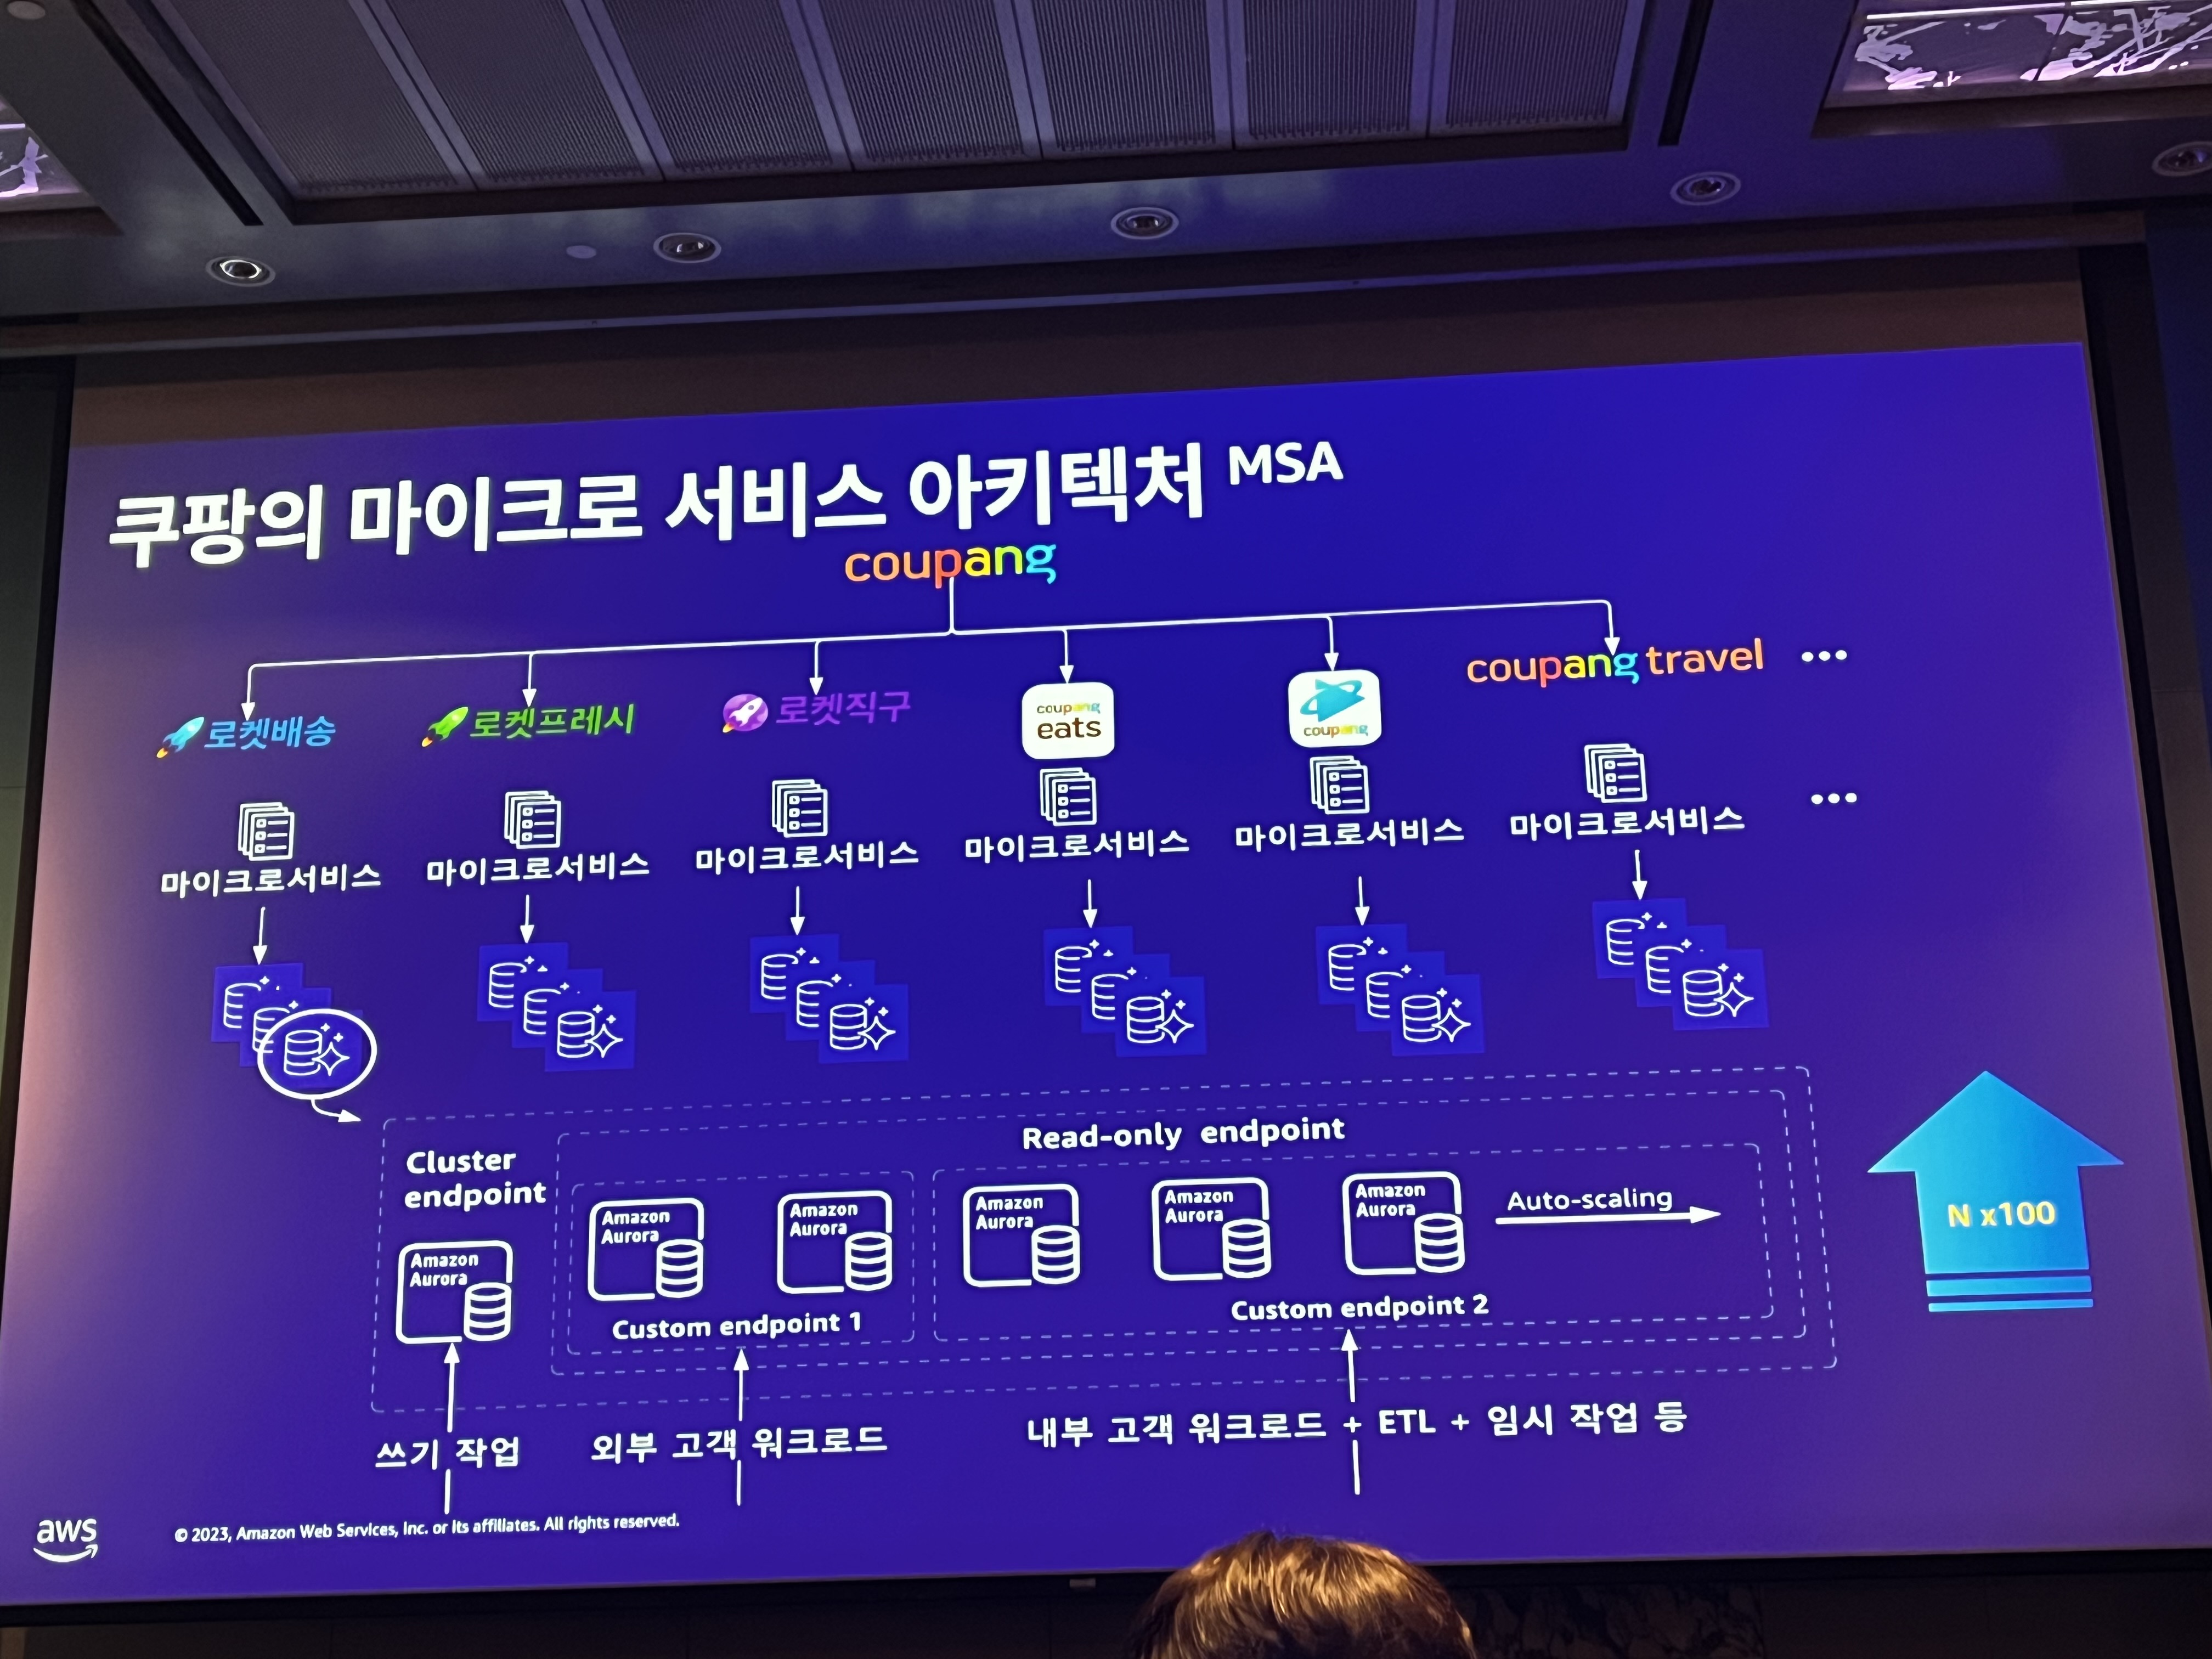 쿠팡의 마이크로 서비스 아키텍처 MSA
coupang
로켓배송
로켓프레시
로켓직구
coupang
eats
coupang
coupang travel ...
마이크로서비스
마이크로서비스
마이크로서비스
마이크로서비스
마이크로서비스
마이크로서비스
...
Cluster
endpoint
Read-only endpoint
Amazon
Aurora
Amazon
Aurora
Amazon
Aurora
Amazon
Aurora
Amazon
Aurora
Amazon
Aurora
Auto-scaling
Custom endpoint 1
Custom endpoint 2
N x100
쓰기 작업
외부 고객 워크로드
내부 고객 워크로드 + ETL + 임시 작업 등
aws
© 2023, Amazon Web Services, Inc. or its affiliates. All rights reserved.